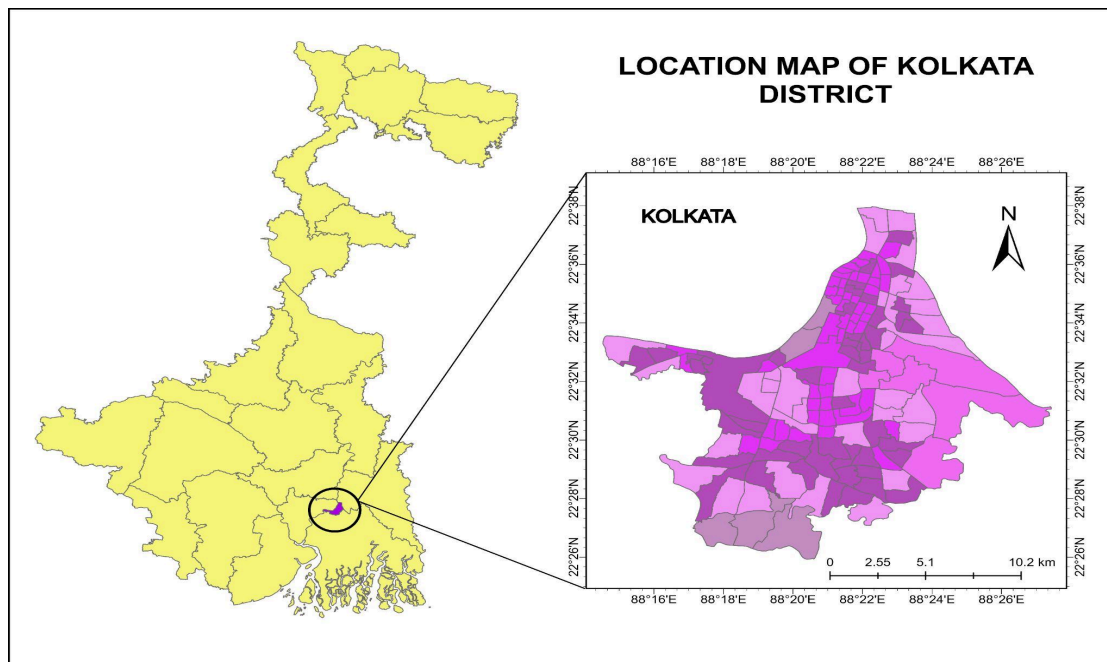 LOCATION MAP OF KOLKATA
DISTRICT
88°16'E 88°18'E 88°20'E 88°22'E 88°24'E 88°26'E
KOLKATA
N
22°38'N
22°36'N
22°34'N
22°32'N
22°30'N
22°28'N
22°26'N
22°38'N
22°36'N
22°34'N
22°32'N
22°30'N
22°28'N
22°26'N
0 2.55 5.1 10.2 km
88°16'E 88°18'E 88°20'E 88°22'E 88°24'E 88°26'E